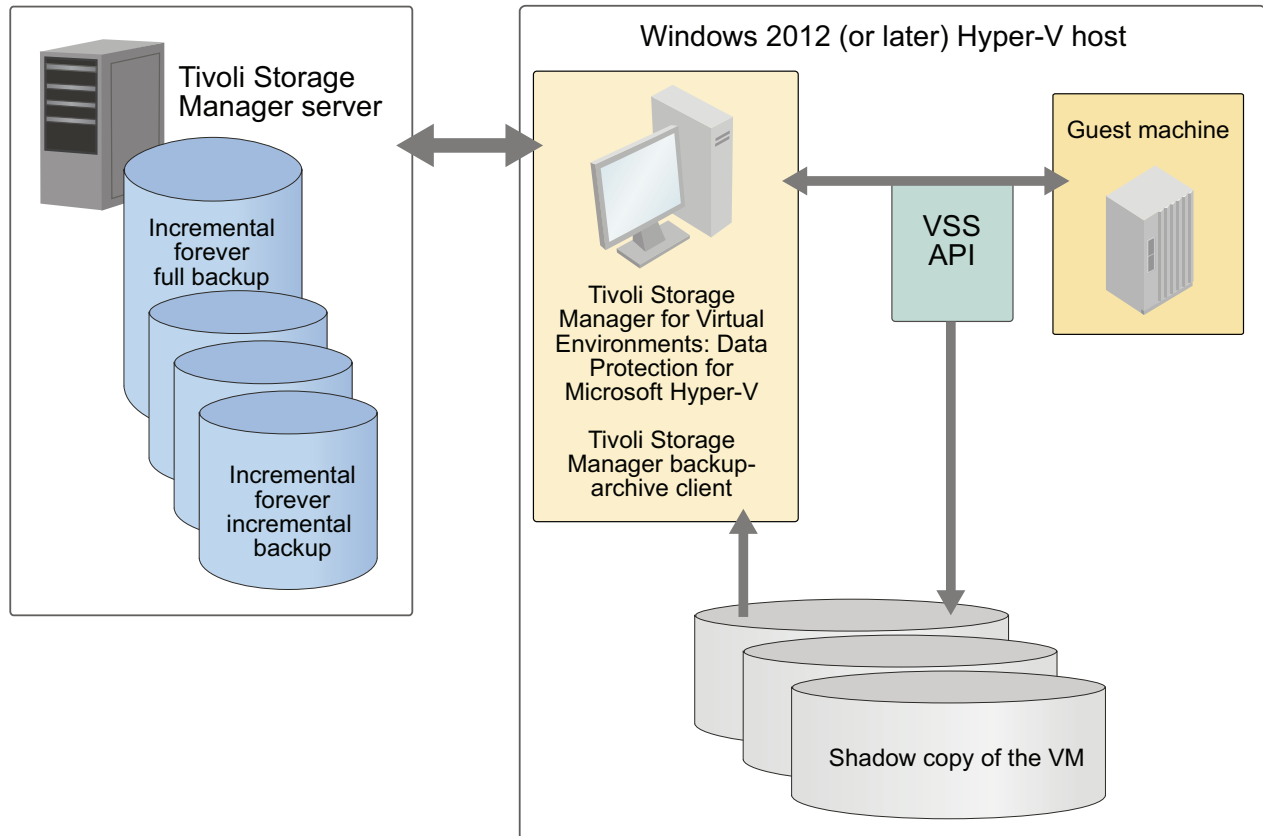 Tivoli Storage
Manager server
Incremental
forever
full backup
Incremental
forever
incremental
backup
Windows 2012 (or later) Hyper-V host
Tivoli Storage
Manager for Virtual
Environments: Data
Protection for
Microsoft Hyper-V
Tivoli Storage
Manager backup-
archive client
VSS
API
Guest machine
Shadow copy of the VM